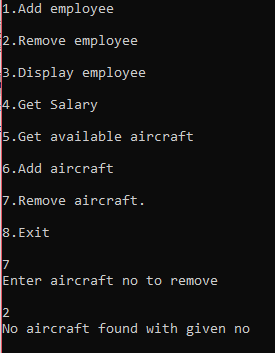 1.Add employee
2.Remove employee
3.Display employee
4.Get Salary
5.Get available aircraft
6.Add aircraft
7.Remove aircraft.
8.Exit
7
Enter aircraft no to remove
2
No aircraft found with given no